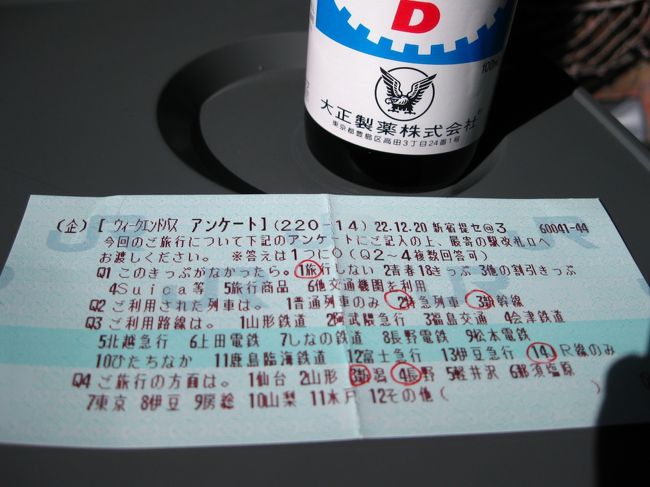 D
100mL
大正製薬株式会社
東京都豊島区高田3丁目24番1号
(企)[ ウィークエンドパス アンケート](220-14) 22.12.20 新宿提セ@3 60041-44
今回のご旅行について下記のアンケートにご記入の上、最寄の駅改札口へ
お渡しください。 ※答えは1つに○(Q2~4複数回答可)
Q1 このきっぷがなかったら。1旅行しない 2青春18きっぷ 3他の割引きっぷ
4Suica等 5旅行商品 6他交通機関を利用
Q2 ご利用された列車は。 1普通列車のみ 2特急列車 3新幹線
Q3 ご利用路線は。1山形鉄道 2阿武隈急行 3福島交通 4会津鉄道
5北越急行 6上田電鉄 7しなの鉄道 8長野電鉄 9松本電鉄
10ひたちなか 11鹿島臨海鉄道 12富士急行 13伊豆急行 14JR線のみ
Q4 ご旅行の方面は。1仙台 2山形 3新潟 4長野 5軽井沢 6那須塩原
7東京 8伊豆 9房総 10山梨 11水戸 12その他( )